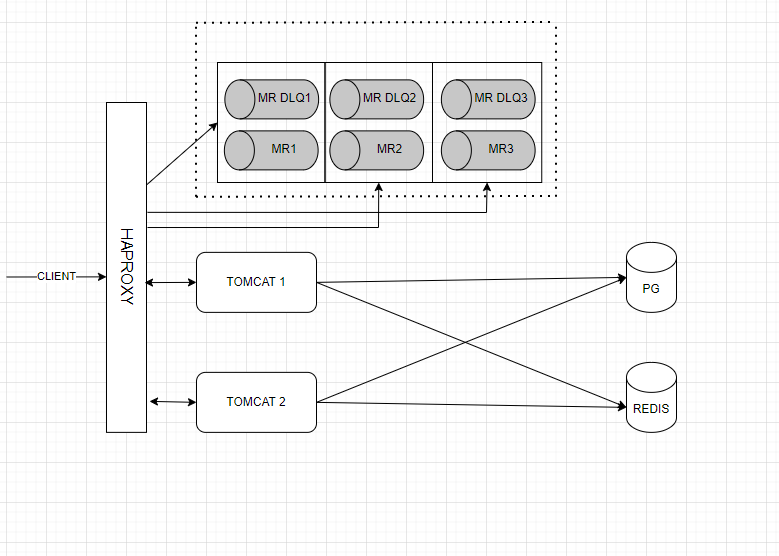 MR DLQ1
MR DLQ2
MR DLQ3
MR1
MR2
MR3
HAPROXY
CLIENT
TOMCAT 1
PG
TOMCAT 2
REDIS